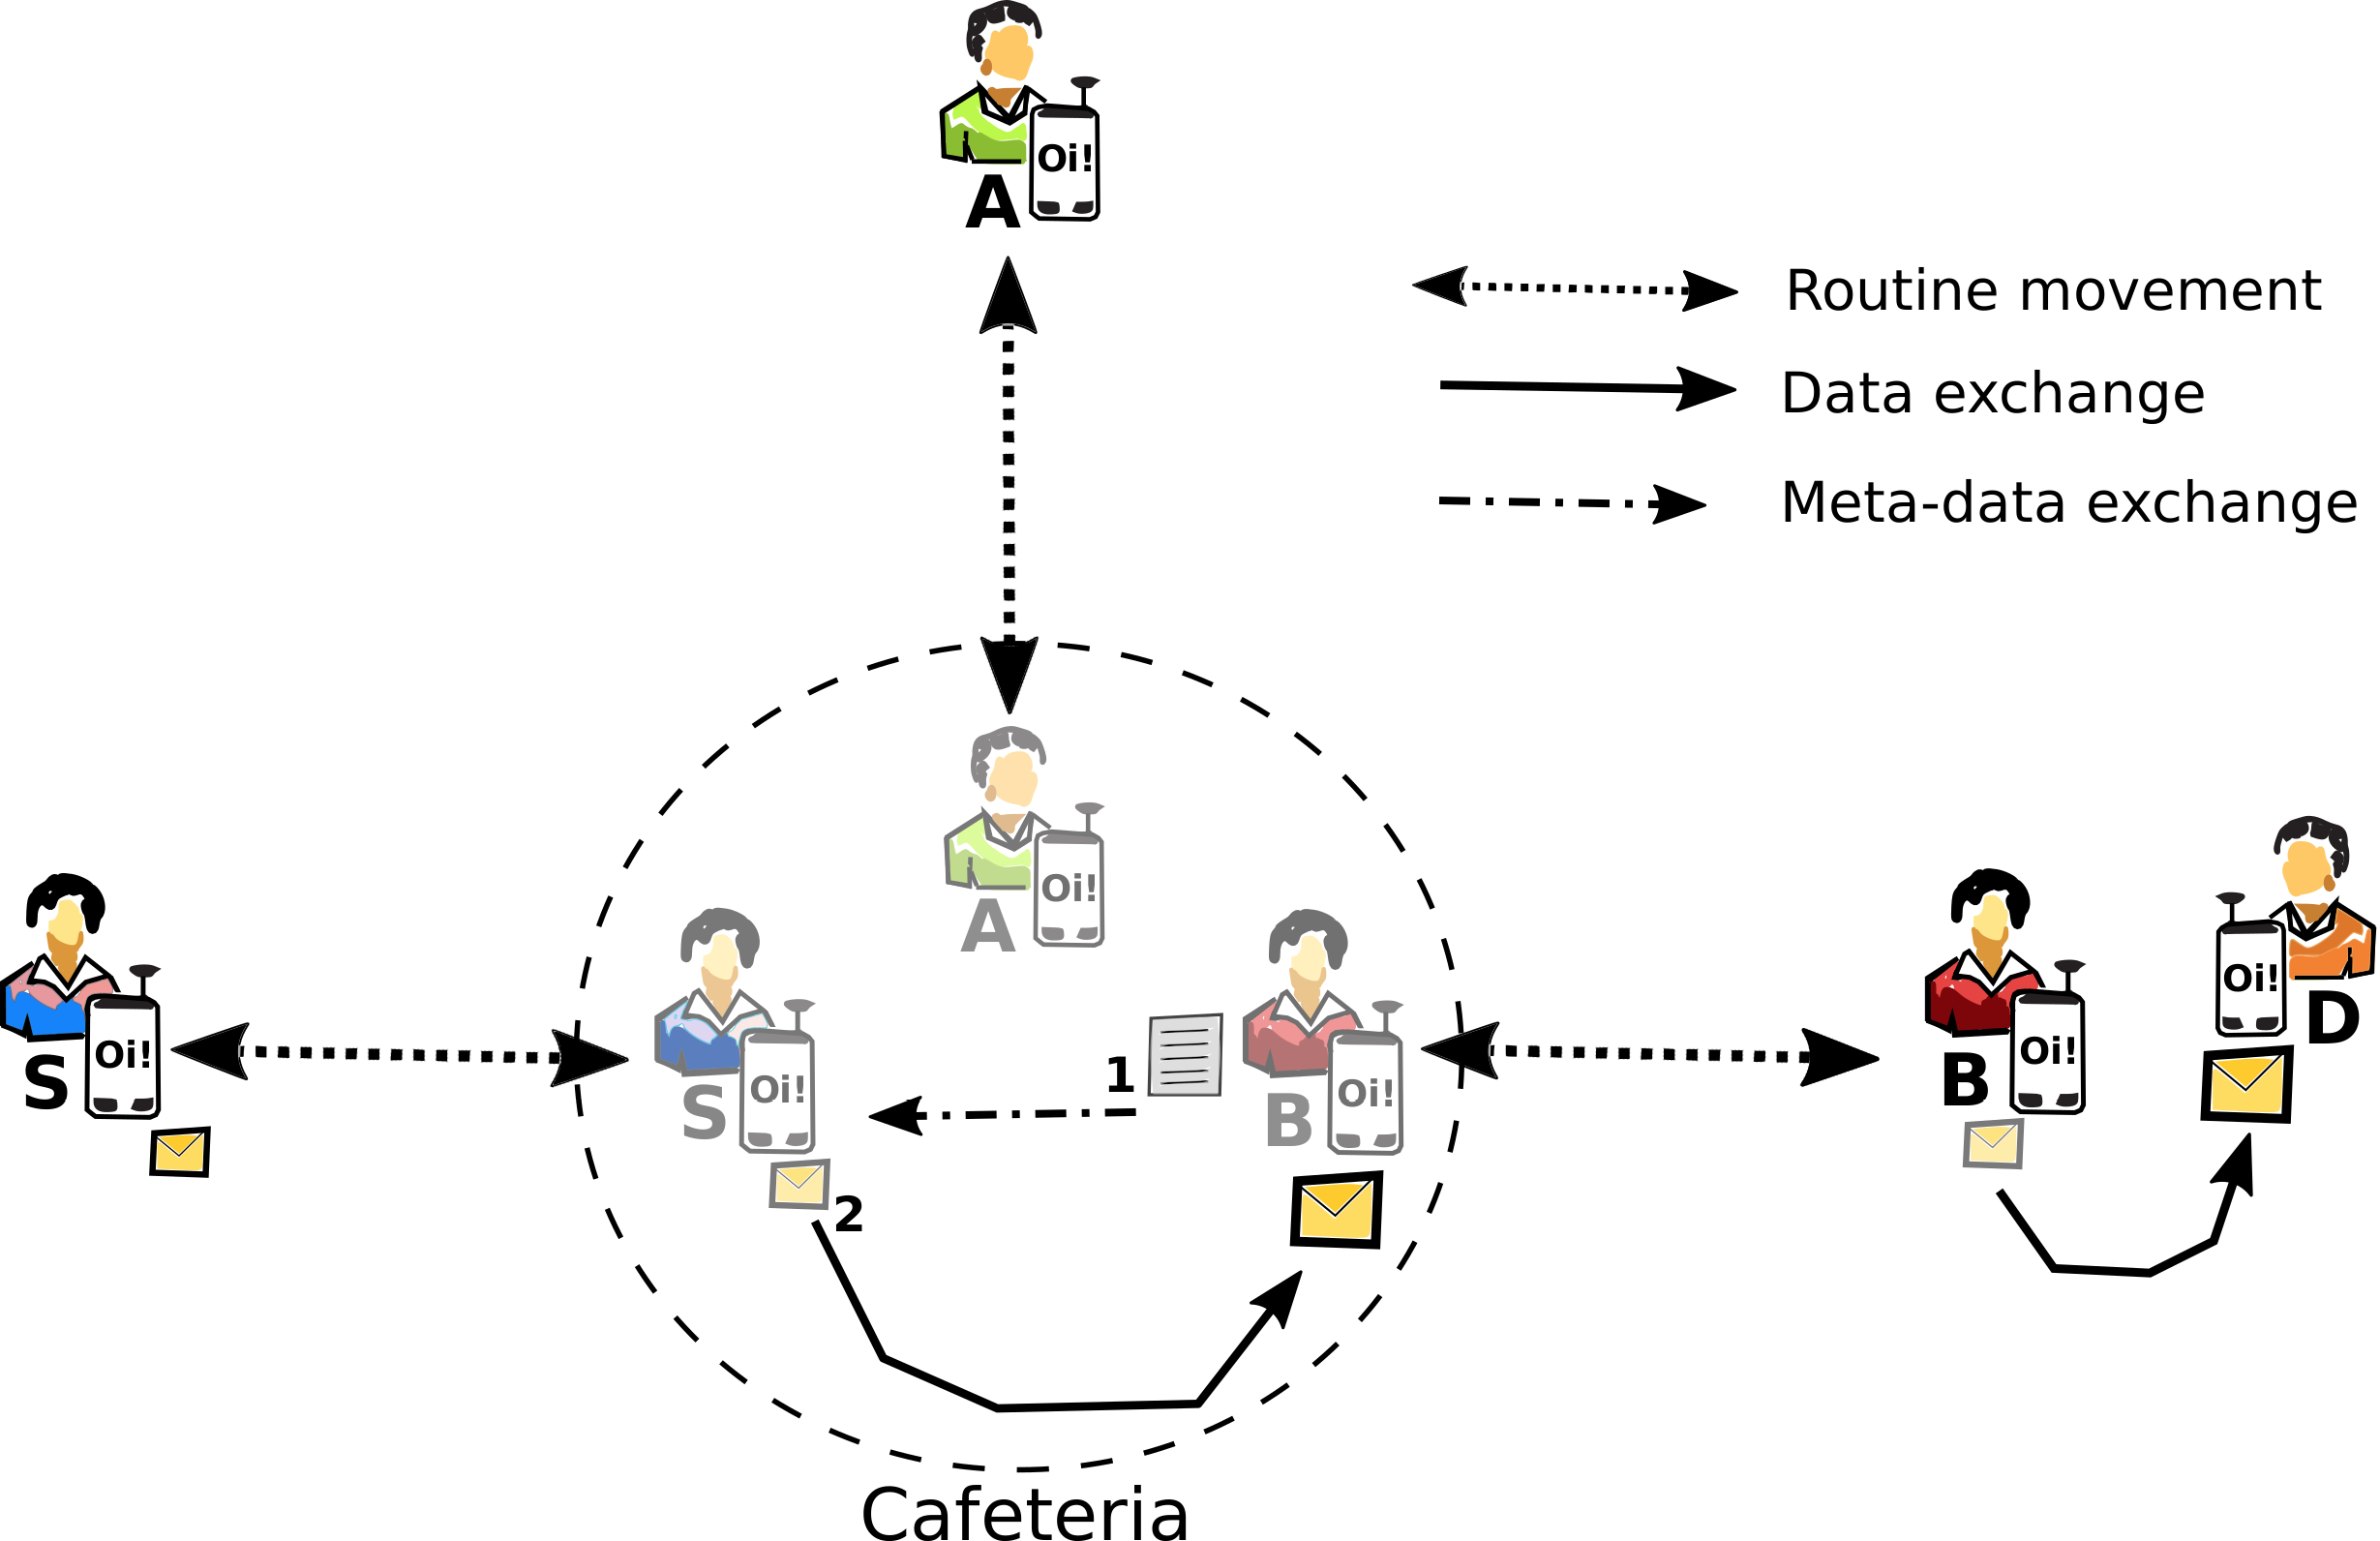 Oi!
A
Routine movement
Data exchange
Meta-data exchange
Oi!
A
Oi!
S
Oi!
S
1
Oi!
B
Oi!
B
Oi!
D
2
Cafeteria